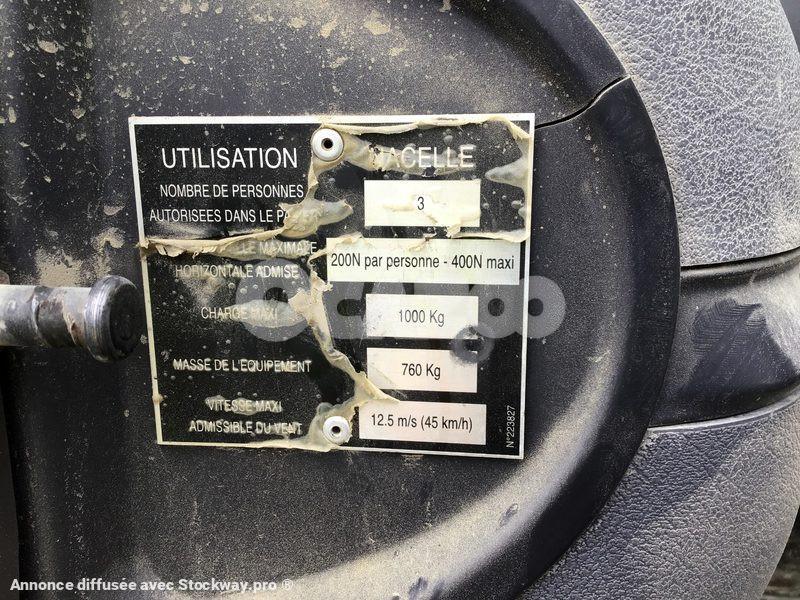 UTILISATION NACELLE
NOMBRE DE PERSONNES
AUTORISEES DANS LE
3
MAXIMALE
HORIZONTALE ADMISE
200N par personne - 400N maxi
CHARGE MAXI
1000 Kg
MASSE DE L'EQUIPEMENT
760 Kg
VITESSE MAXI
ADMISSIBLE DU VENT
12.5 m/s (45 km/h)
N°223827
Annonce diffusée avec Stockway.pro ®